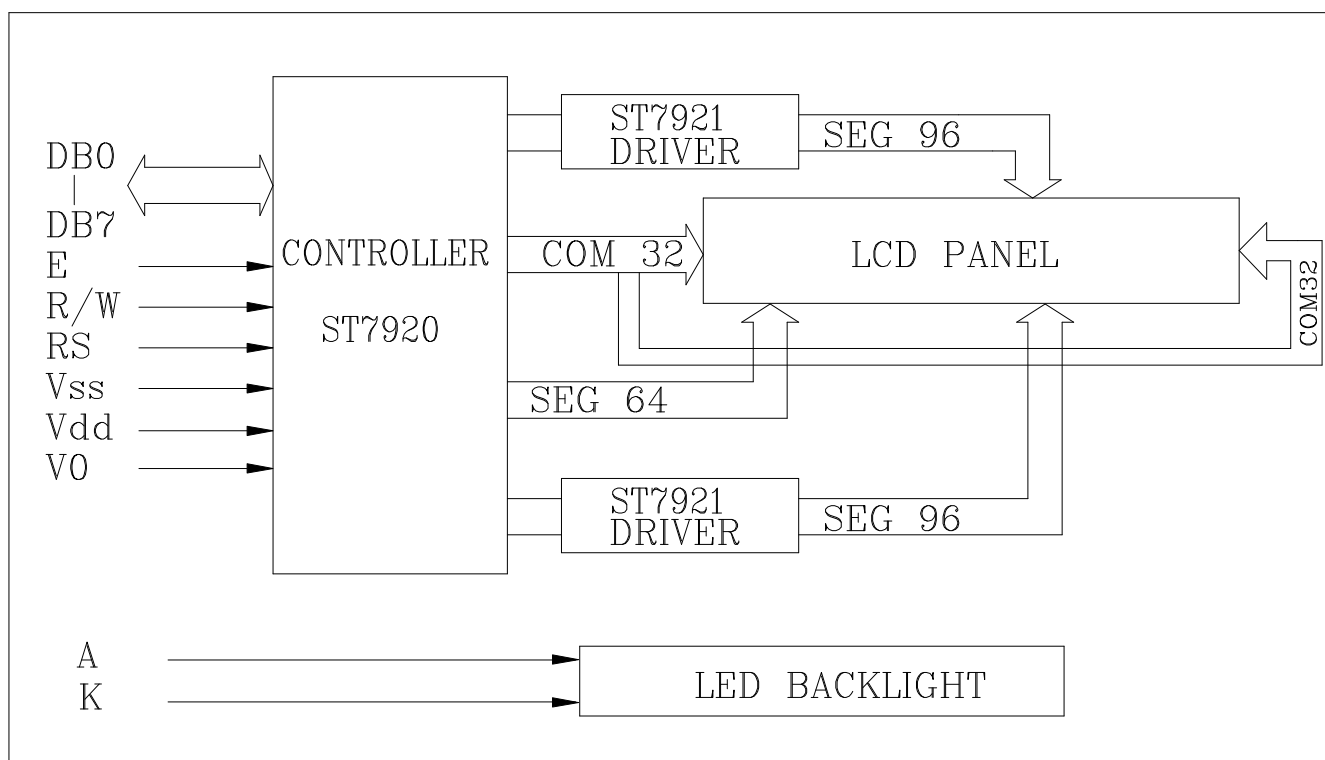 DB0
|
DB7
E
R/W
RS
Vss
Vdd
V0
CONTROLLER
ST7920
ST7921
DRIVER
SEG 96
COM 32
LCD PANEL
COM32
SEG 64
ST7921
DRIVER
SEG 96
A
K
LED BACKLIGHT